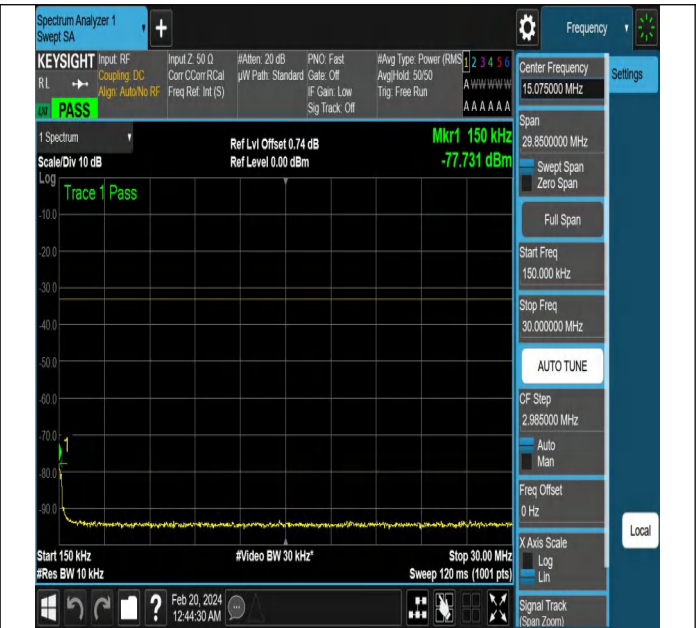 Spectrum Analyzer 1
Swept SA
+
Frequency
KEYSIGHT
RL
PASS
Input: RF
Coupling: DC
Align: Auto/No RF
Input Z: 50 Ω
Corr CCorr RCal
Freq Ref: Int (S)
#Atten: 20 dB
µW Path: Standard
PNO: Fast
Gate: Off
IF Gain: Low
Sig Track: Off
#Avg Type: Power (RMS
Avg|Hold: 50/50
Trig: Free Run
1 2 3 4 5 6
A W W W W W
A A A A A A
1 Spectrum
Scale/Div 10 dB
Ref Lvl Offset 0.74 dB
Ref Level 0.00 dBm
Mkr1 150 kHz
-77.731 dBm
Log
Trace 1 Pass
-10.0
-20.0
-30.0
-40.0
-50.0
-60.0
-70.0
1
-80.0
-90.0
Start 150 kHz
#Res BW 10 kHz
#Video BW 30 kHz*
Stop 30.00 MHz
Sweep 120 ms (1001 pts)
?
Feb 20, 2024
12:44:30 AM
Center Frequency
15.075000 MHz
Settings
Span
29.8500000 MHz
Swept Span
Zero Span
Full Span
Start Freq
150.000 kHz
Stop Freq
30.000000 MHz
AUTO TUNE
CF Step
2.985000 MHz
Auto
Man
Freq Offset
0 Hz
X Axis Scale
Log
Lin
Local
Signal Track
(Span Zoom)